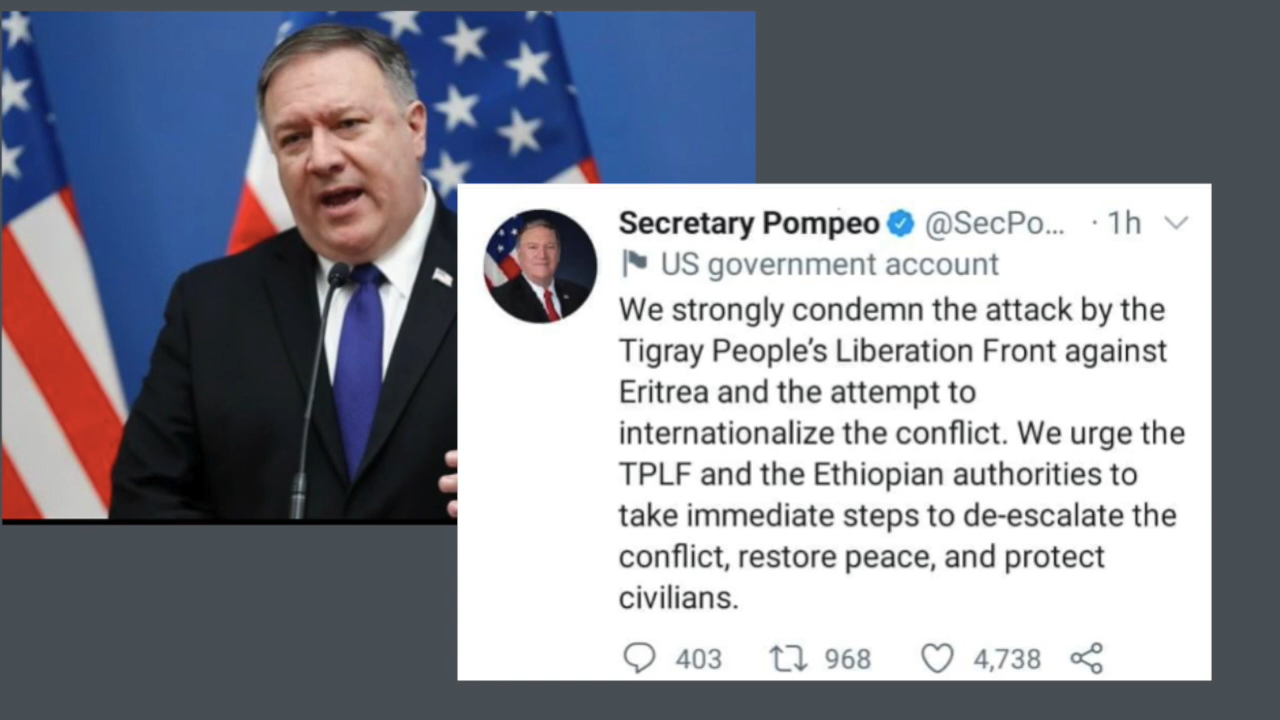 Secretary Pompeo @SecPo... · 1h
US government account
We strongly condemn the attack by the
Tigray People’s Liberation Front against
Eritrea and the attempt to
internationalize the conflict. We urge the
TPLF and the Ethiopian authorities to
take immediate steps to de-escalate the
conflict, restore peace, and protect
civilians.
403 968 4,738